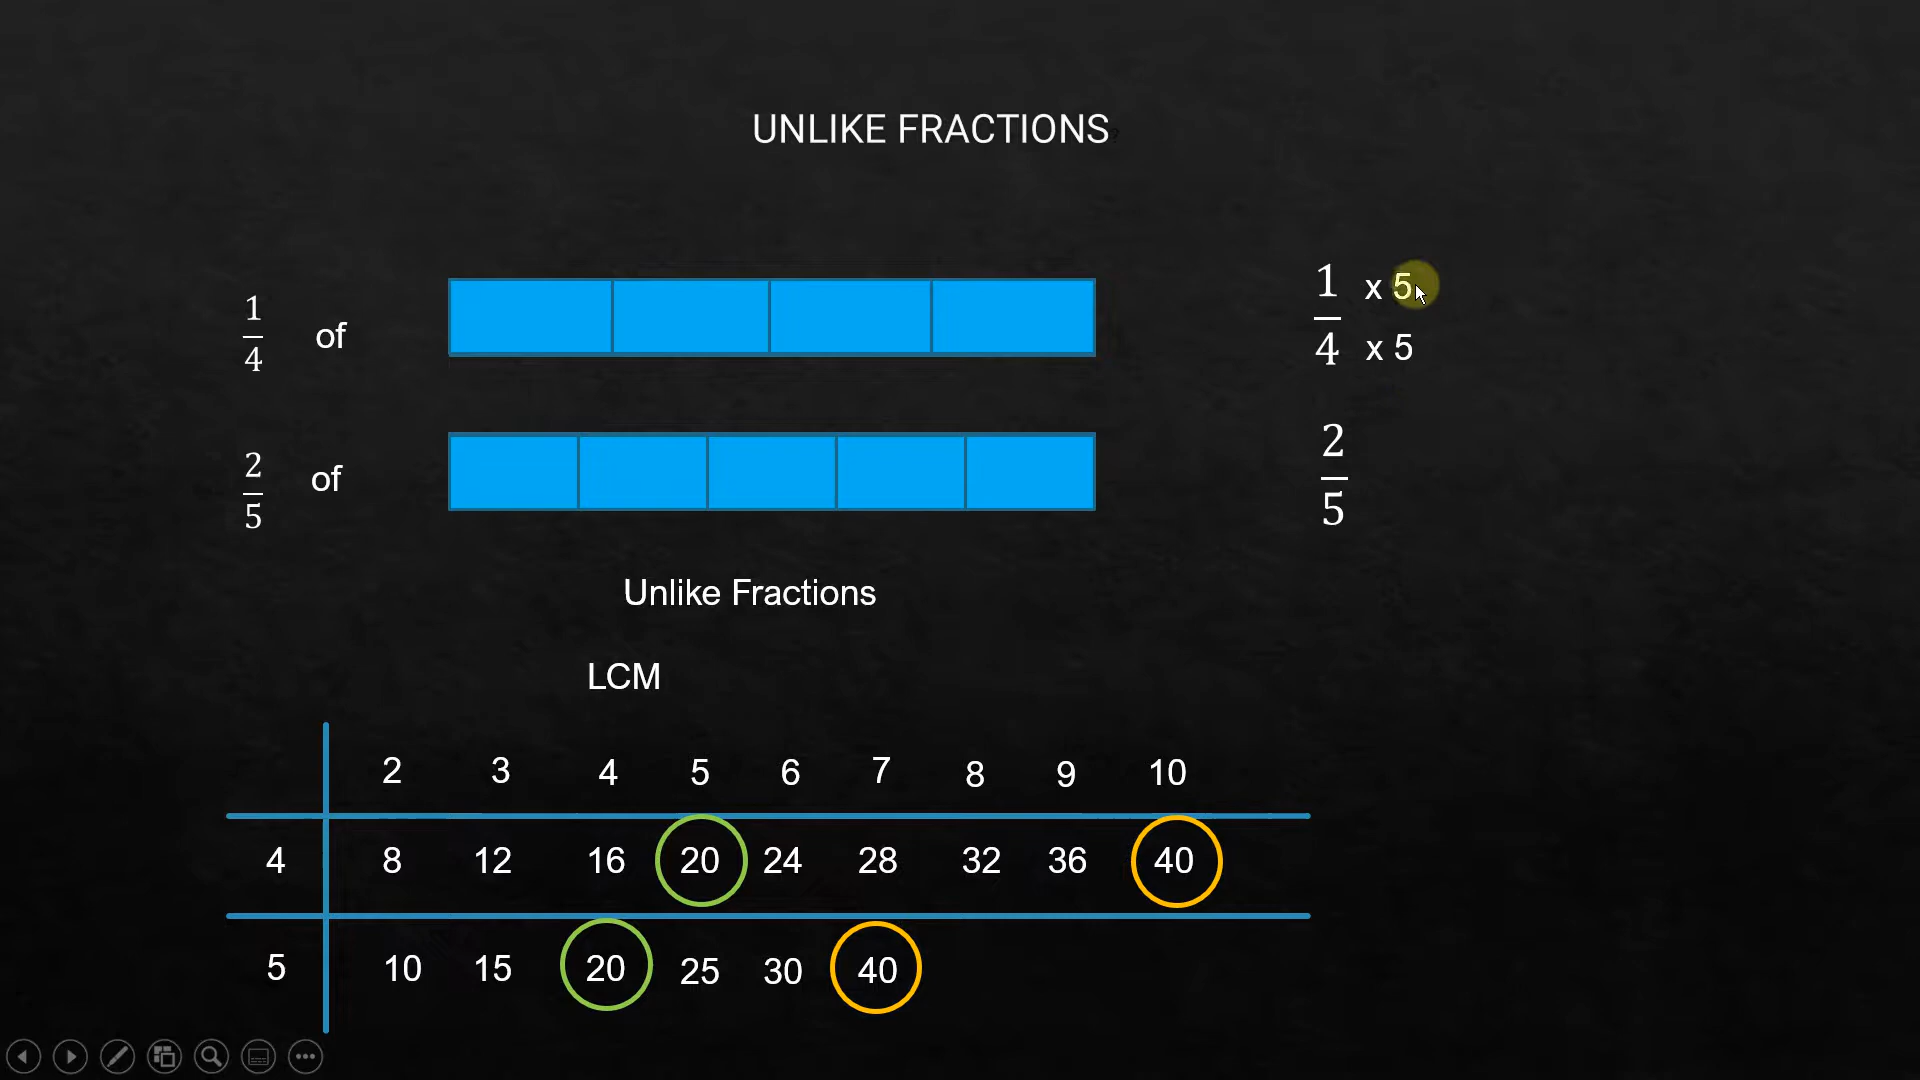 UNLIKE FRACTIONS
1/4 of
1/4 x 5 x 5
2/5 of
2/5
Unlike Fractions
LCM
2 3 4 5 6 7 8 9 10
4 8 12 16 20 24 28 32 36 40
5 10 15 20 25 30 40